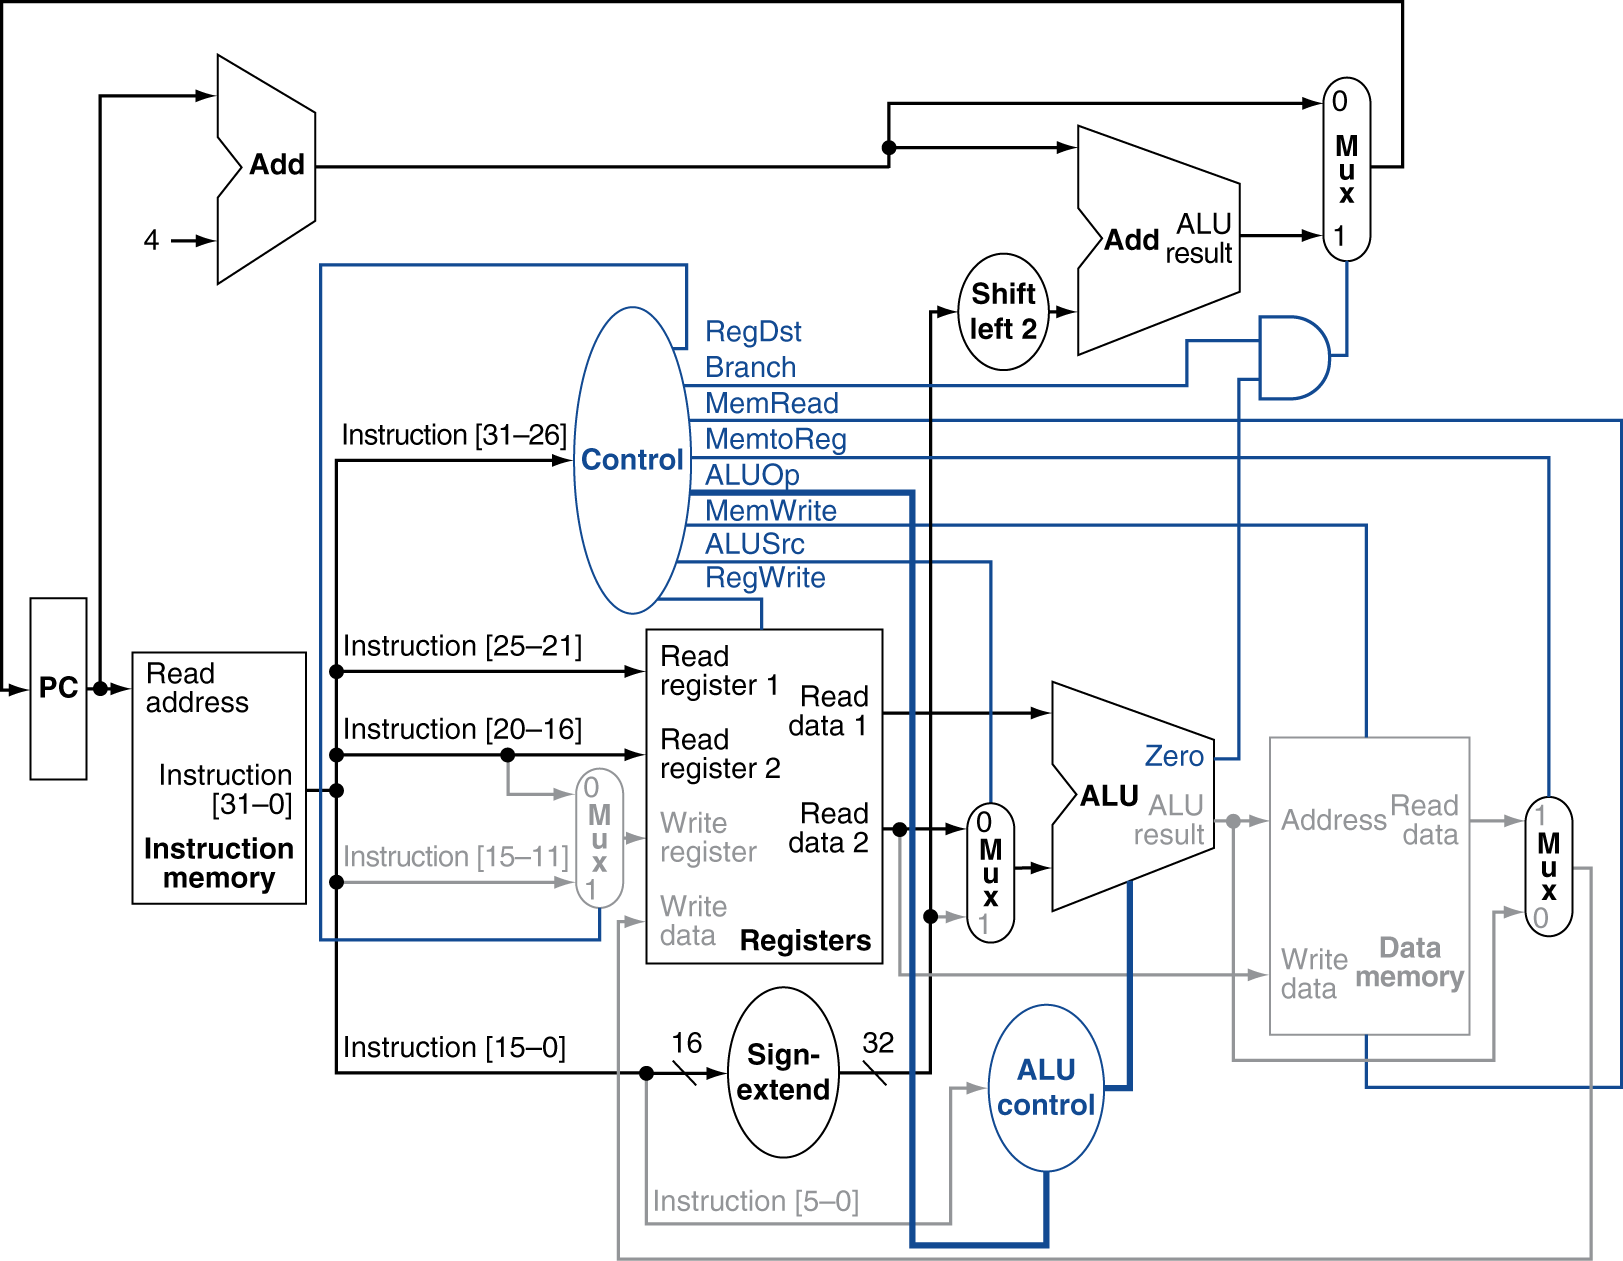 0
M
u
x
1
Add
ALU
result
Add
4
Shift
left 2
RegDst
Branch
MemRead
MemtoReg
ALUOp
MemWrite
ALUSrc
RegWrite
Control
Instruction [31–26]
Instruction [25–21]
Instruction [20–16]
Instruction [15–11]
Instruction [15–0]
Instruction [5–0]
PC
Read
address
Instruction
[31–0]
Instruction
memory
0
M
u
x
1
Read
register 1
Read
register 2
Write
register
Write
data
Read
data 1
Read
data 2
Registers
0
M
u
x
1
Zero
ALU
ALU
result
Address
Read
data
Write
data
Data
memory
1
M
u
x
0
16
Sign-
extend
32
ALU
control